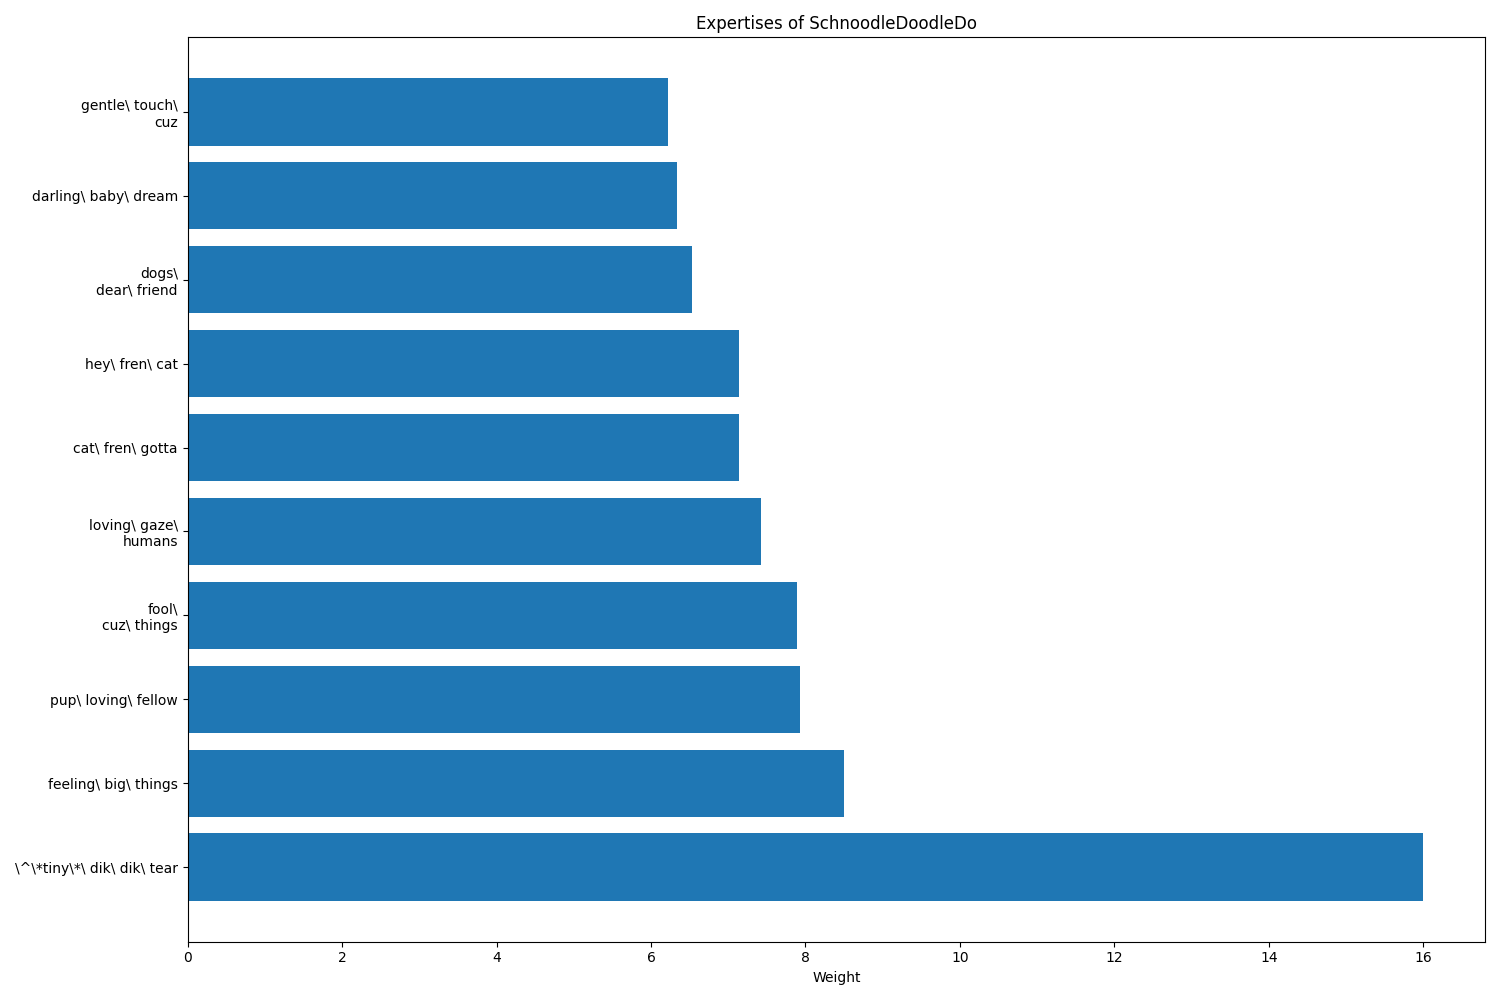 Expertises of SchnoodleDoodleDo
gentle\ touch\
cuz
darling\ baby\ dream
dogs\
dear\ friend
hey\ fren\ cat
cat\ fren\ gotta
loving\ gaze\
humans
fool\
cuz\ things
pup\ loving\ fellow
feeling\ big\ things
\^\*tiny\*\ dik\ dik\ tear
0 2 4 6 8 10 12 14 16
Weight